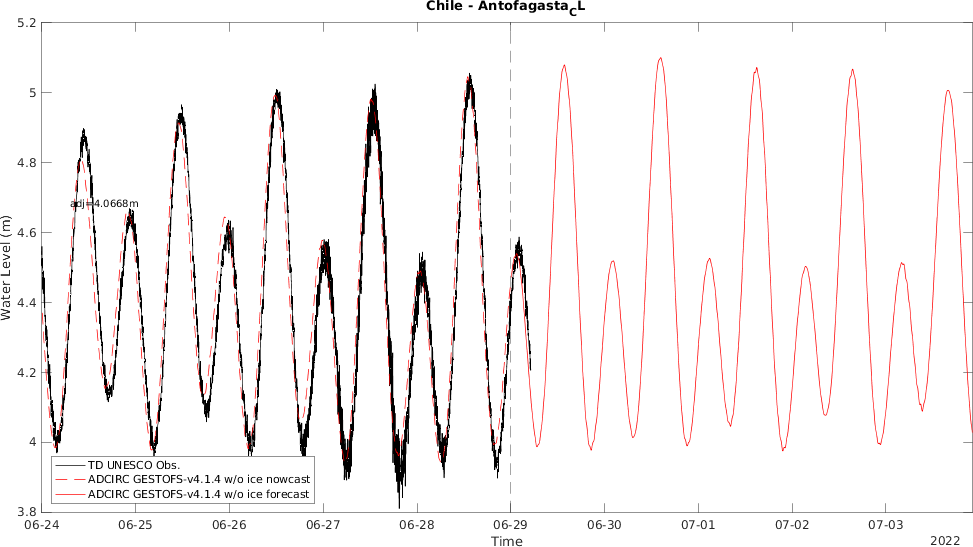 Chile - Antofagasta_CL
5.2
5
4.8
4.6
4.4
4.2
4
3.8
Water Level (m)
adj=4.0668m
TD UNESCO Obs.
ADCIRC GESTOFS-v4.1.4 w/o ice nowcast
ADCIRC GESTOFS-v4.1.4 w/o ice forecast
06-24 06-25 06-26 06-27 06-28 06-29 06-30 07-01 07-02 07-03
Time
2022